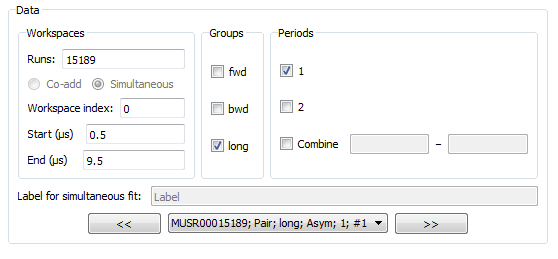 Data
Workspaces
Runs: 15189
Co-add Simultaneous
Workspace index: 0
Start (µs) 0.5
End (µs) 9.5
Groups
fwd
bwd
long
Periods
1
2
Combine –
Label for simultaneous fit: Label
<< MUSR00015189; Pair; long; Asym; 1; #1 >>